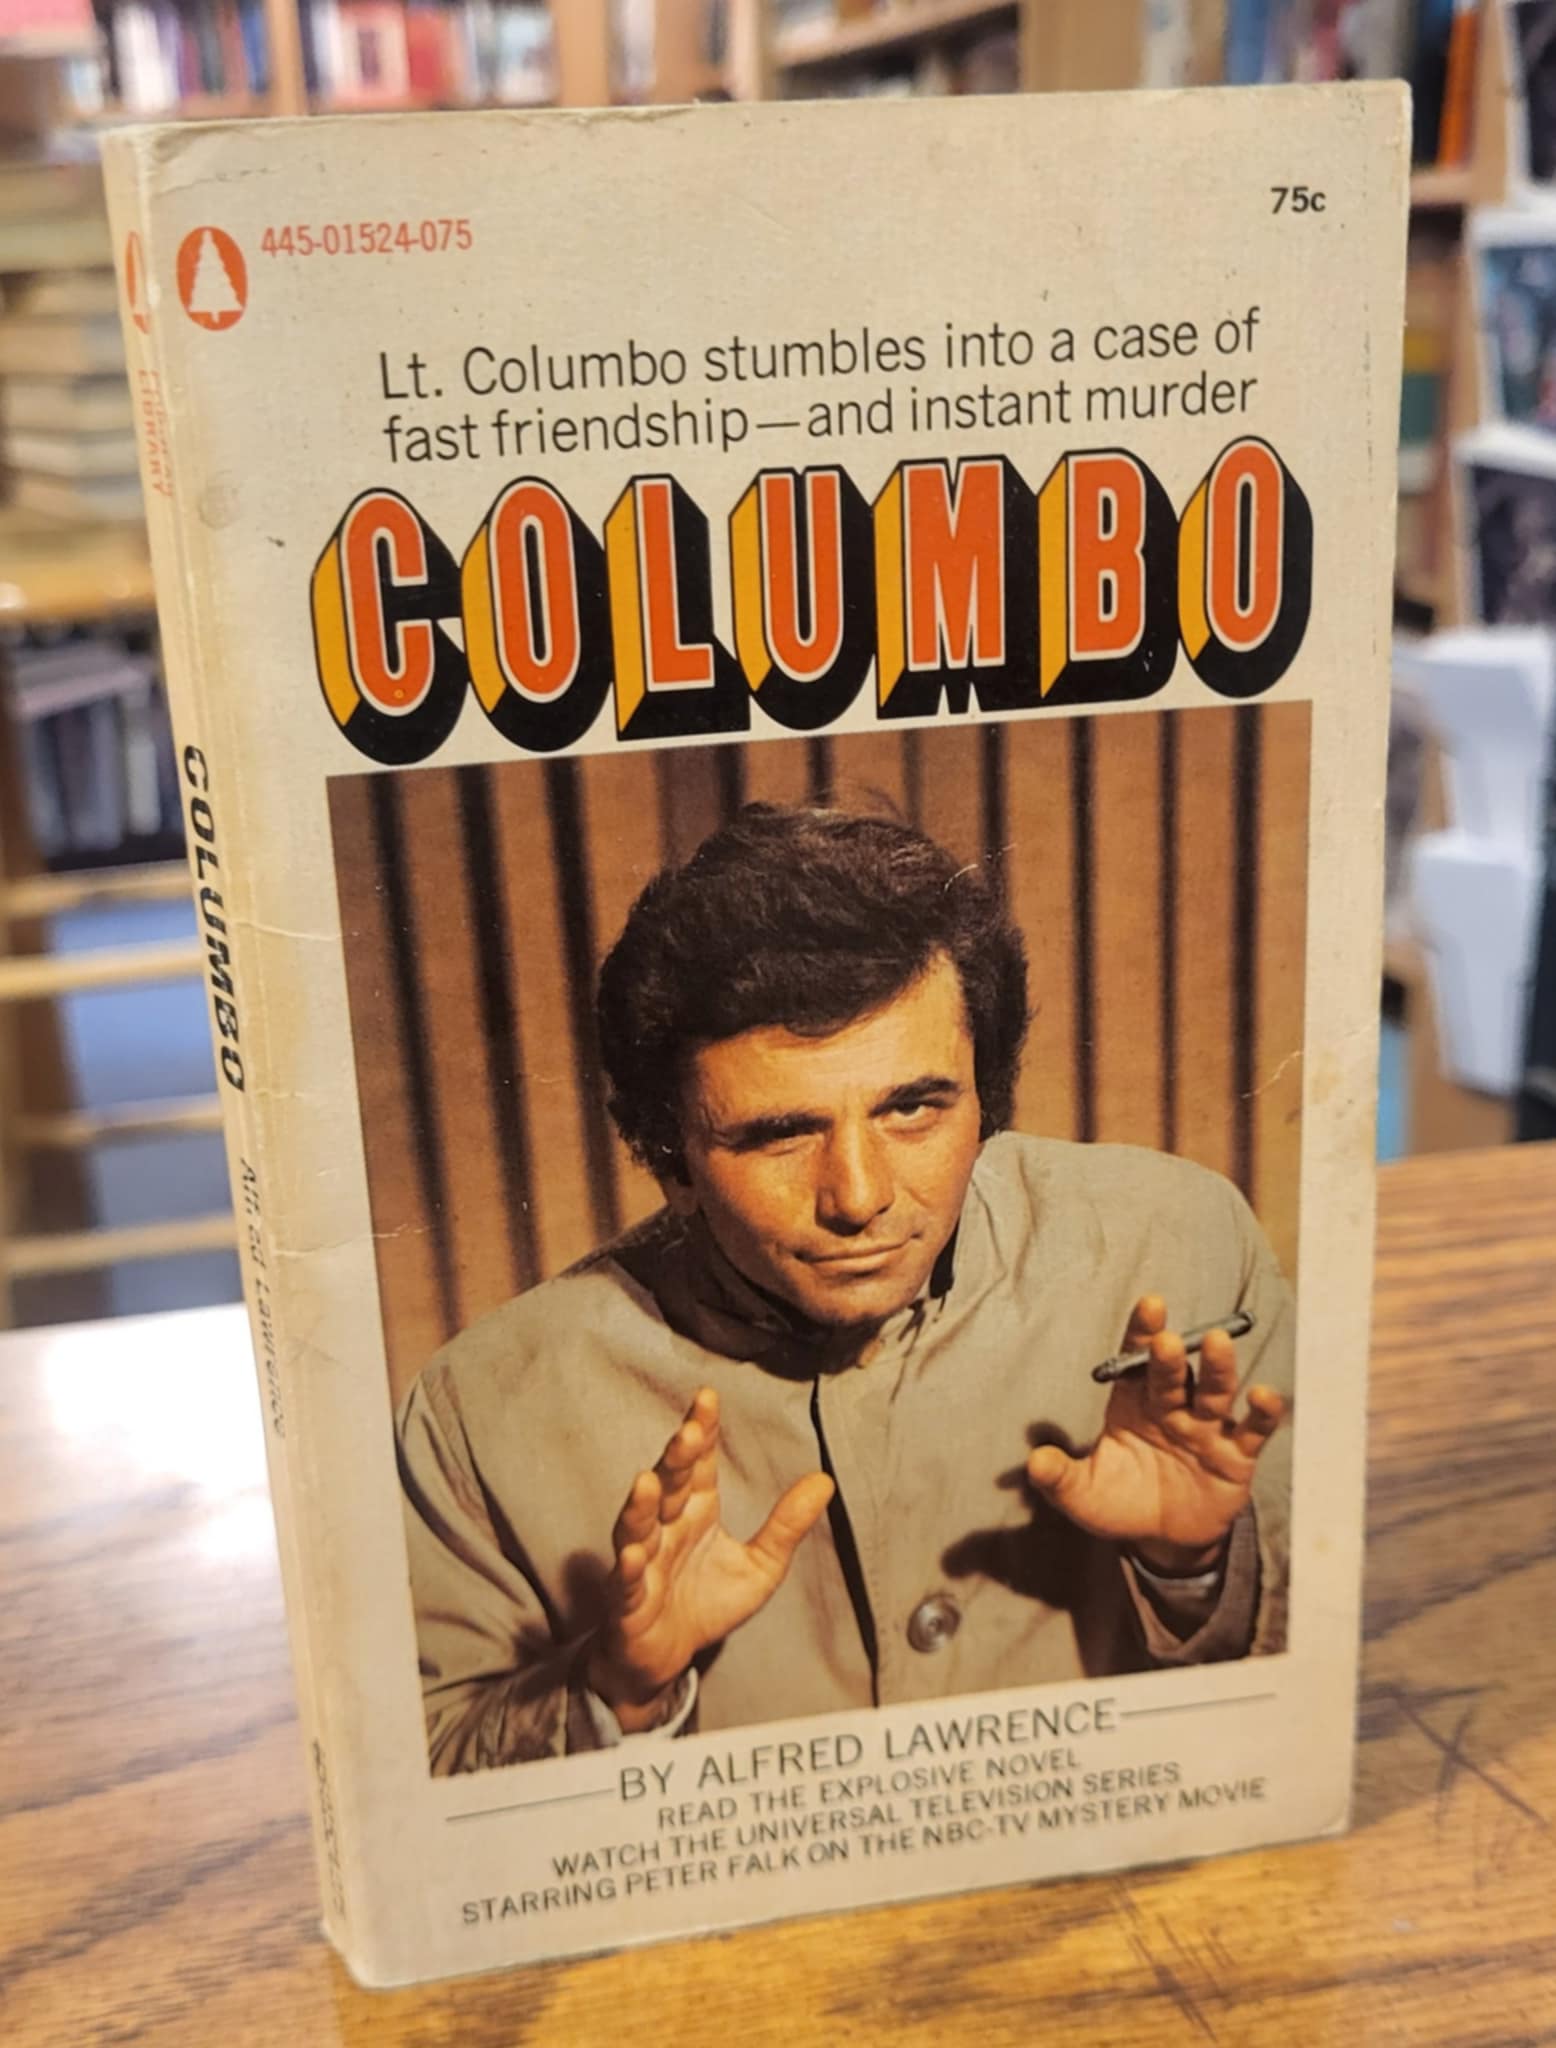 445-01524-075
75c
Lt. Columbo stumbles into a case of
fast friendship—and instant murder
COLUMBO
BY ALFRED LAWRENCE
READ THE EXPLOSIVE NOVEL
WATCH THE UNIVERSAL TELEVISION SERIES
STARRING PETER FALK ON THE NBC-TV MYSTERY MOVIE
LIBRARY
COLUMBO
Alfred Lawrence